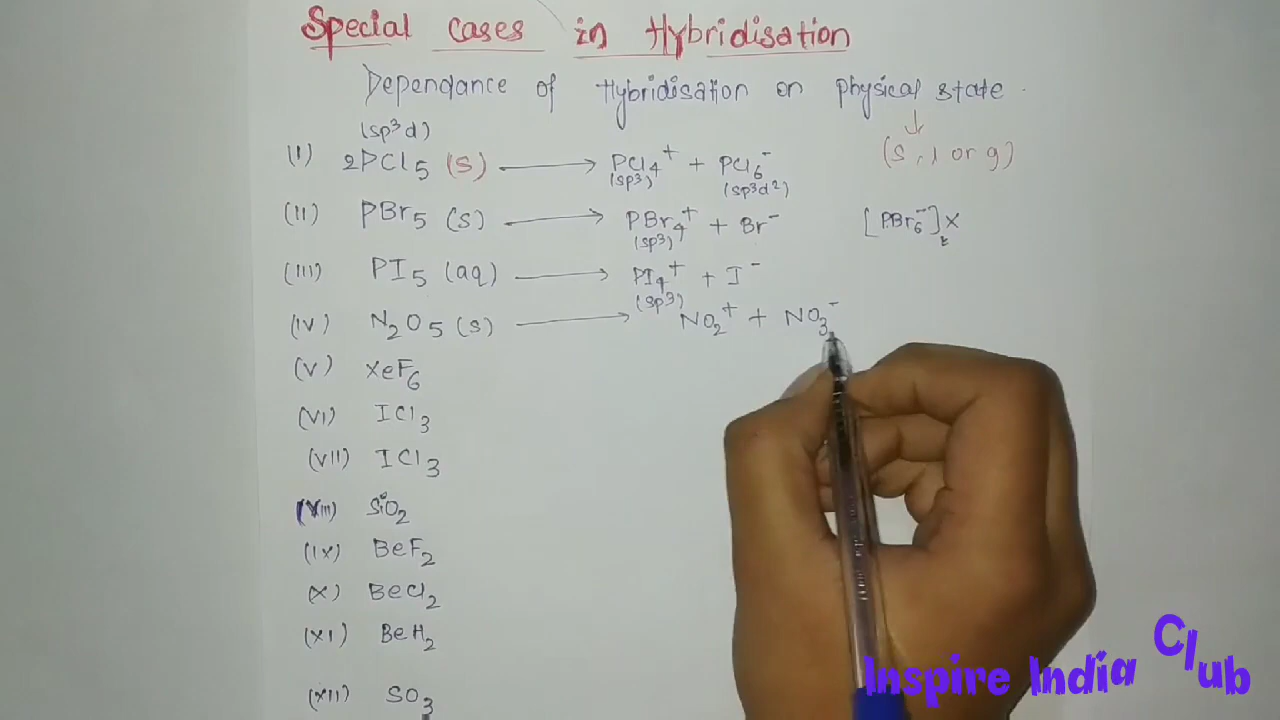 Special cases in Hybridisation
Dependance of Hybridisation on physical state.
↓
(s, l or g)
(sp³d)
(I) 2PCl₅ (s) ⟶ PCl₄⁺ + PCl₆⁻
(sp3) (sp³d²)
(II) PBr₅ (s) ⟶ PBr₄⁺ + Br⁻ [PBr₆⁻] x
(sp3)
(III) PI₅ (aq) ⟶ PI₄⁺ + I⁻
(sp3)
(IV) N₂O₅ (s) ⟶ NO₂⁺ + NO₃⁻
(V) XeF₆
(VI) ICl₃
(VII) ICl₃
(VIII) SiO₂
(IX) BeF₂
(X) BeCl₂
(XI) BeH₂
(XII) SO₃
Inspire India Club